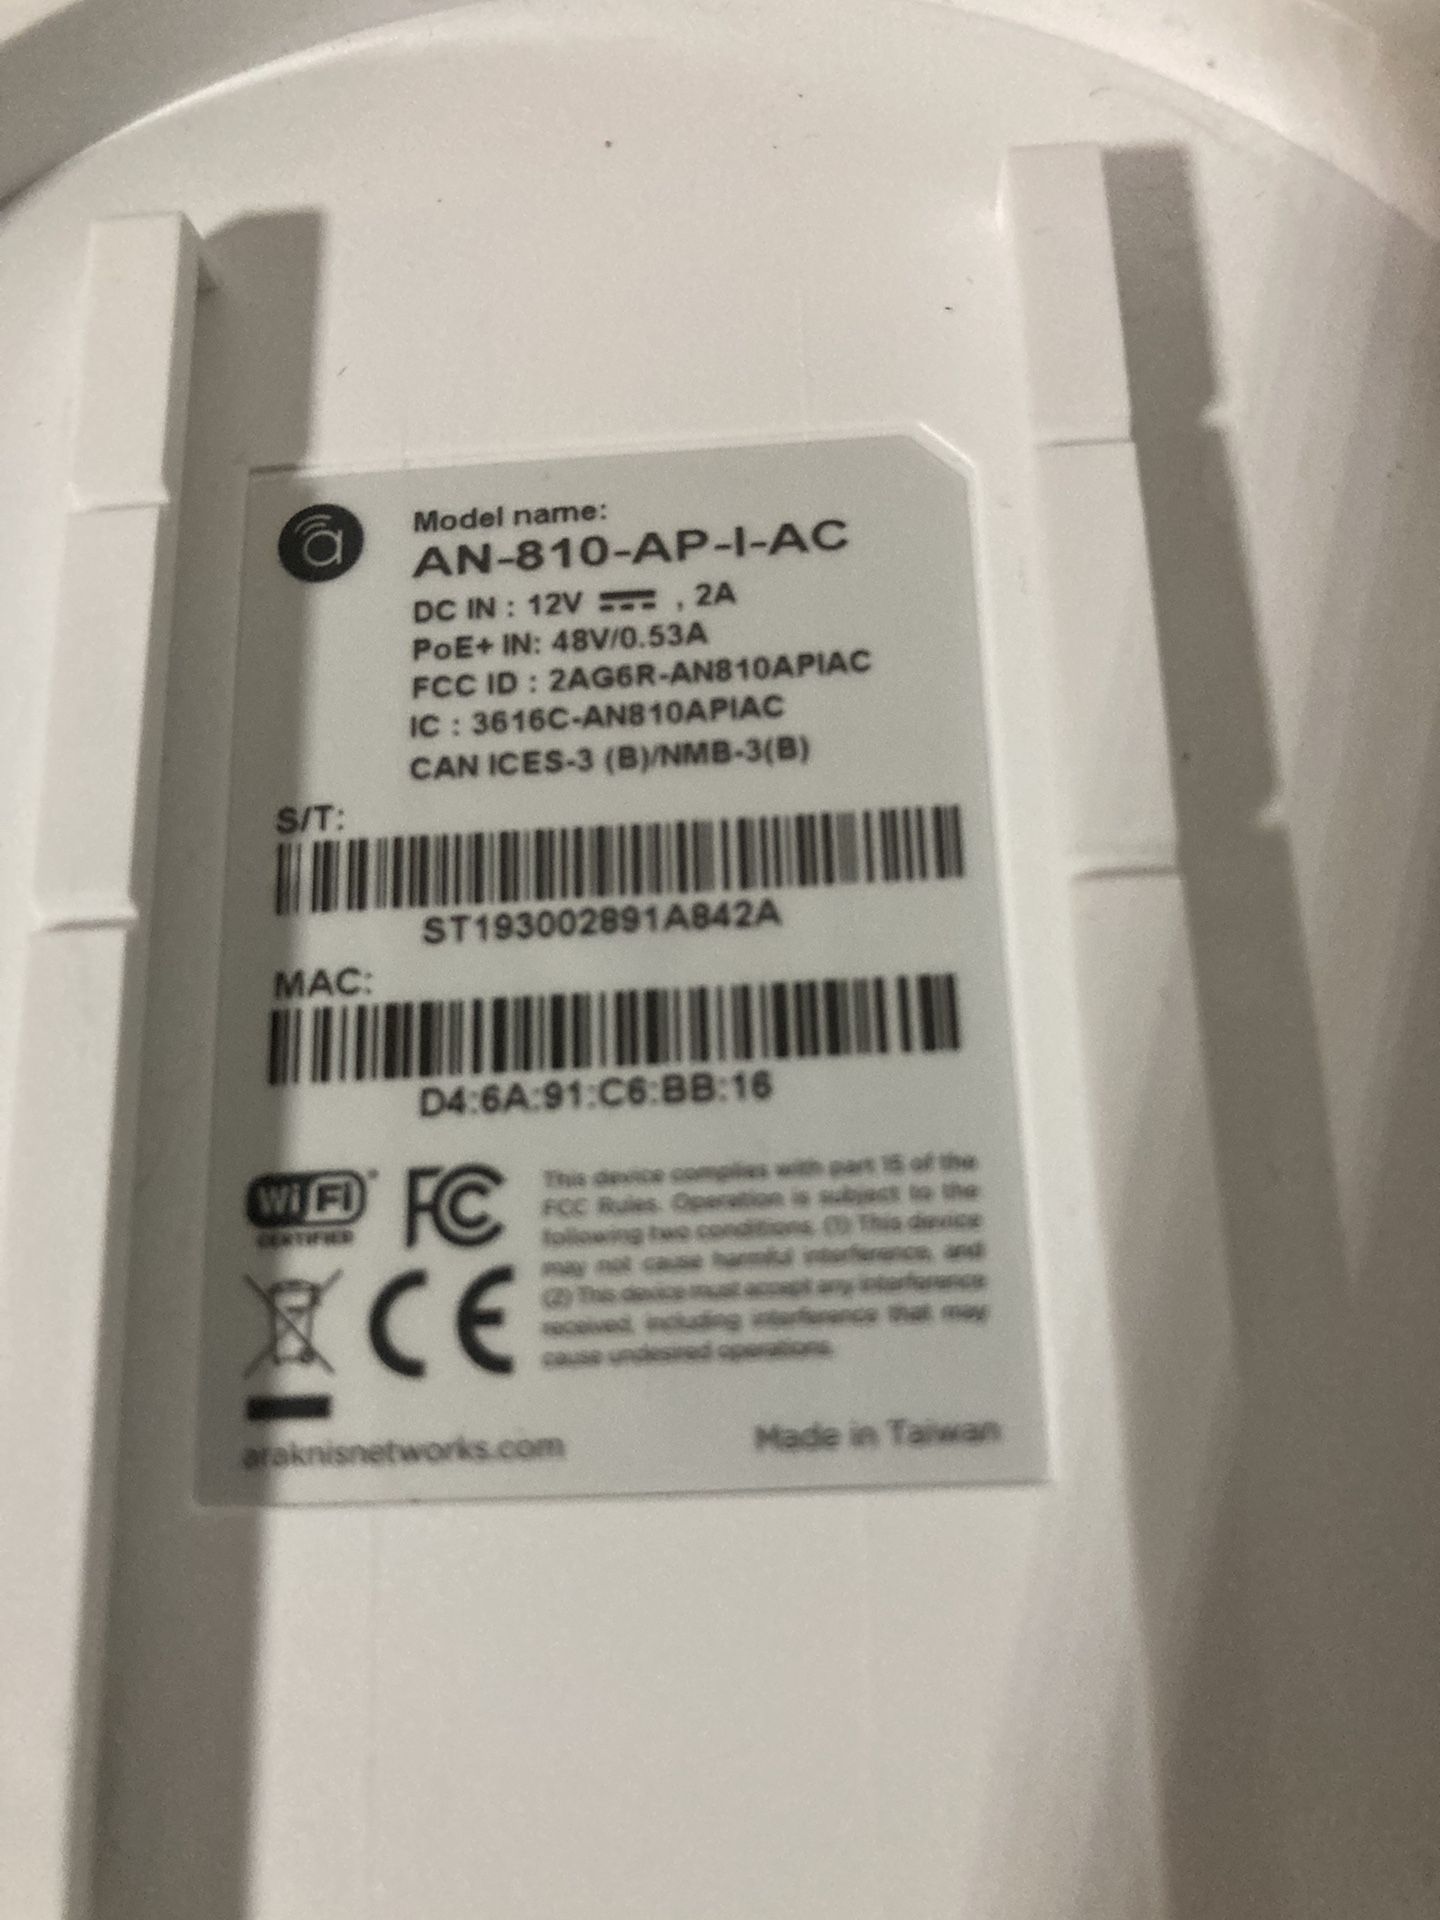 a
Model name:
AN-810-AP-I-AC
DC IN : 12V ⎓ , 2A
PoE+ IN: 48V/0.53A
FCC ID : 2AG6R-AN810APIAC
IC : 3616C-AN810APIAC
CAN ICES-3 (B)/NMB-3(B)
S/T:
ST193002891A842A
MAC:
D4:6A:91:C6:BB:16
Wi Fi
CERTIFIED
FC
CE
This device complies with part 15 of the
FCC Rules. Operation is subject to the
following two conditions. (1) This device
may not cause harmful interference, and
(2) This device must accept any interference
received, including interference that may
cause undesired operations.
araknisnetworks.com
Made in Taiwan